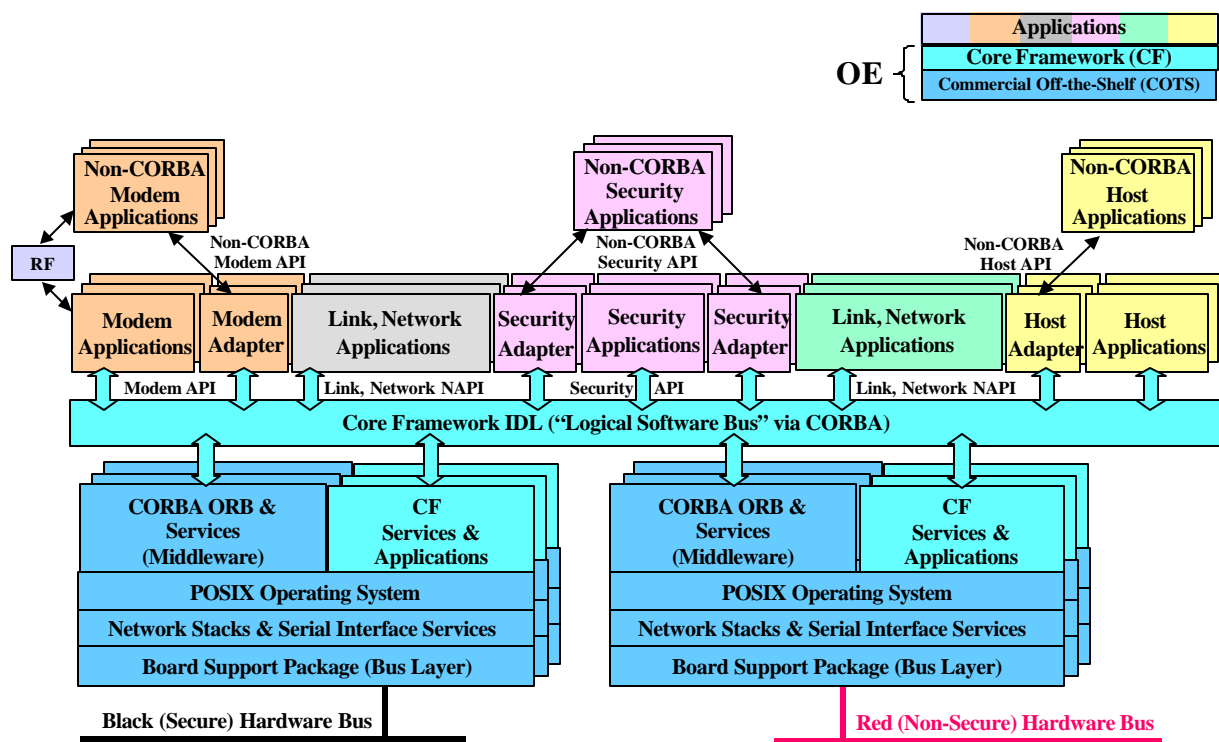 Applications
OE
Core Framework (CF)
Commercial Off-the-Shelf (COTS)
Non-CORBA
Modem
Applications
Non-CORBA
Security
Applications
Non-CORBA
Host
Applications
RF
Non-CORBA
Modem API
Non-CORBA
Security API
Non-CORBA
Host API
Modem
Applications
Modem
Adapter
Link, Network
Applications
Security
Adapter
Security
Applications
Security
Adapter
Link, Network
Applications
Host
Adapter
Host
Applications
Modem API
Link, Network NAPI
Security API
Link, Network NAPI
Core Framework IDL (“Logical Software Bus” via CORBA)
CORBA ORB &
Services
(Middleware)
CF
Services &
Applications
POSIX Operating System
Network Stacks & Serial Interface Services
Board Support Package (Bus Layer)
CORBA ORB &
Services
(Middleware)
CF
Services &
Applications
POSIX Operating System
Network Stacks & Serial Interface Services
Board Support Package (Bus Layer)
Black (Secure) Hardware Bus
Red (Non-Secure) Hardware Bus